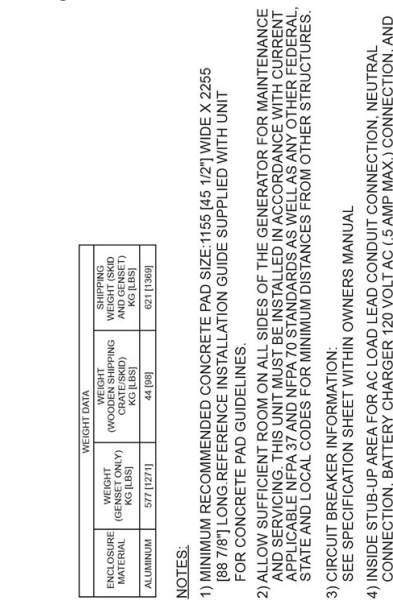 WEIGHT DATA
ENCLOSURE MATERIAL
WEIGHT (GENSET ONLY) KG [LBS]
WEIGHT (WOODEN SHIPPING CRATE/SKID) KG [LBS]
SHIPPING WEIGHT (SKID AND GENSET) KG [LBS]
ALUMINUM 577 [1271] 44 [98] 621 [1369]
NOTES:
1) MINIMUM RECOMMENDED CONCRETE PAD SIZE:1155 [45 1/2"] WIDE X 2255
[88 7/8"] LONG.REFERENCE INSTALLATION GUIDE SUPPLIED WITH UNIT
FOR CONCRETE PAD GUIDELINES.
2) ALLOW SUFFICIENT ROOM ON ALL SIDES OF THE GENERATOR FOR MAINTENANCE
AND SERVICING. THIS UNIT MUST BE INSTALLED IN ACCORDANCE WITH CURRENT
APPLICABLE NFPA 37 AND NFPA 70 STANDARDS AS WELL AS ANY OTHER FEDERAL,
STATE AND LOCAL CODES FOR MINIMUM DISTANCES FROM OTHER STRUCTURES.
3) CIRCUIT BREAKER INFORMATION:
SEE SPECIFICATION SHEET WITHIN OWNERS MANUAL
4) INSIDE STUB-UP AREA FOR AC LOAD LEAD CONDUIT CONNECTION, NEUTRAL
CONNECTION, BATTERY CHARGER 120 VOLT AC (.5 AMP MAX.) CONNECTION, AND